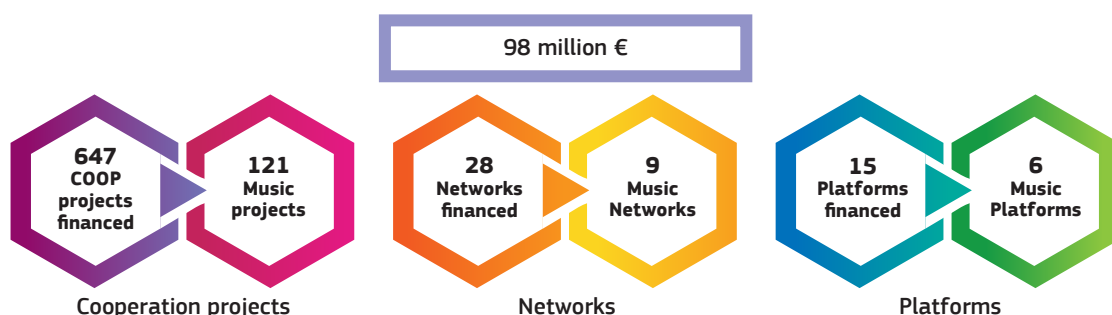 98 million €
647
COOP
projects
financed
121
Music
projects
28
Networks
financed
9
Music
Networks
15
Platforms
financed
6
Music
Platforms
Cooperation projects
Networks
Platforms